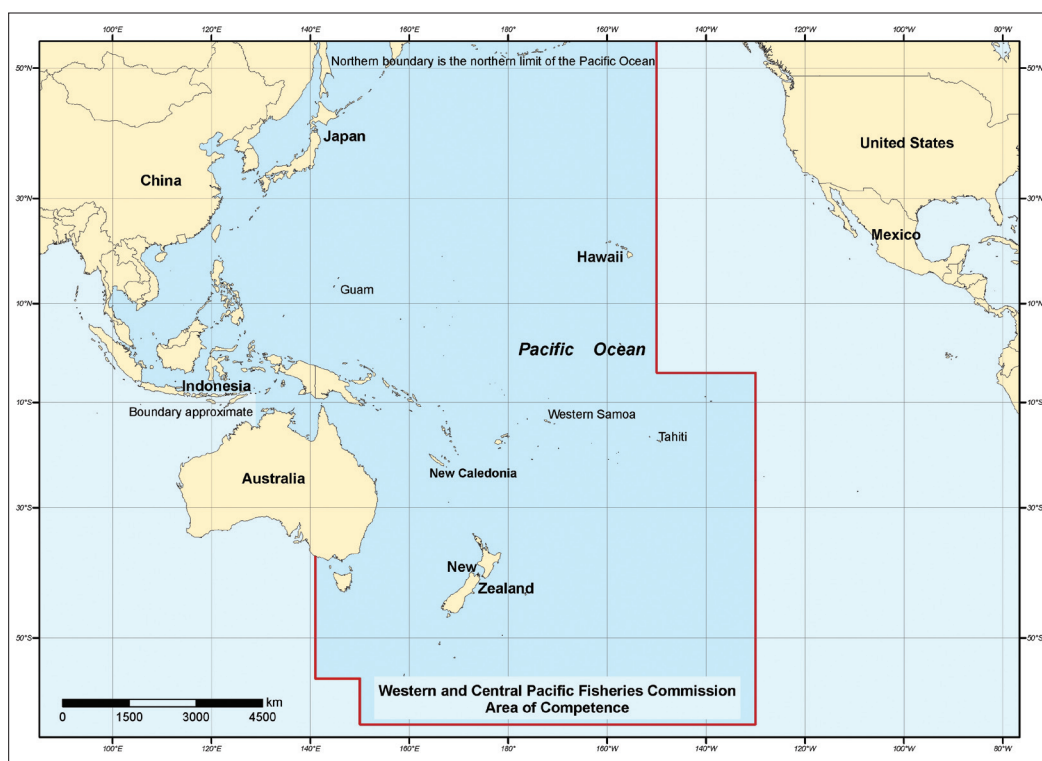 100°E 120°E 140°E 160°E 180° 160°W 140°W 120°W 100°W 80°W
50°N 50°N
Northern boundary is the northern limit of the Pacific Ocean
Japan
United States
China
30°N 30°N
Mexico
Hawaii
Guam
10°N 10°N
Pacific Ocean
Indonesia
10°S 10°S
Boundary approximate
Western Samoa
Tahiti
New Caledonia
Australia
30°S 30°S
New
Zealand
50°S 50°S
Western and Central Pacific Fisheries Commission
Area of Competence
km
0 1500 3000 4500
100°E 120°E 140°E 160°E 180° 160°W 140°W 120°W 100°W 80°W